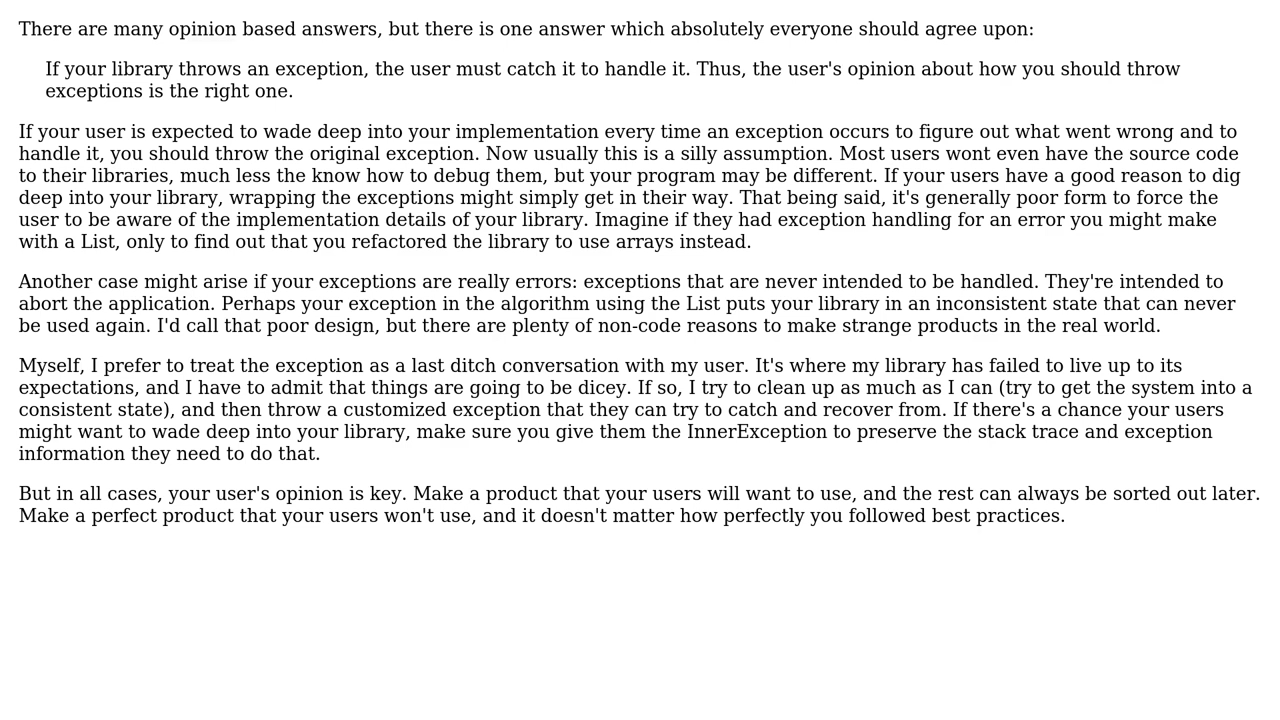 There are many opinion based answers, but there is one answer which absolutely everyone should agree upon:
If your library throws an exception, the user must catch it to handle it. Thus, the user's opinion about how you should throw
exceptions is the right one.
If your user is expected to wade deep into your implementation every time an exception occurs to figure out what went wrong and to
handle it, you should throw the original exception. Now usually this is a silly assumption. Most users wont even have the source code
to their libraries, much less the know how to debug them, but your program may be different. If your users have a good reason to dig
deep into your library, wrapping the exceptions might simply get in their way. That being said, it's generally poor form to force the
user to be aware of the implementation details of your library. Imagine if they had exception handling for an error you might make
with a List, only to find out that you refactored the library to use arrays instead.
Another case might arise if your exceptions are really errors: exceptions that are never intended to be handled. They're intended to
abort the application. Perhaps your exception in the algorithm using the List puts your library in an inconsistent state that can never
be used again. I'd call that poor design, but there are plenty of non-code reasons to make strange products in the real world.
Myself, I prefer to treat the exception as a last ditch conversation with my user. It's where my library has failed to live up to its
expectations, and I have to admit that things are going to be dicey. If so, I try to clean up as much as I can (try to get the system into a
consistent state), and then throw a customized exception that they can try to catch and recover from. If there's a chance your users
might want to wade deep into your library, make sure you give them the InnerException to preserve the stack trace and exception
information they need to do that.
But in all cases, your user's opinion is key. Make a product that your users will want to use, and the rest can always be sorted out later.
Make a perfect product that your users won't use, and it doesn't matter how perfectly you followed best practices.